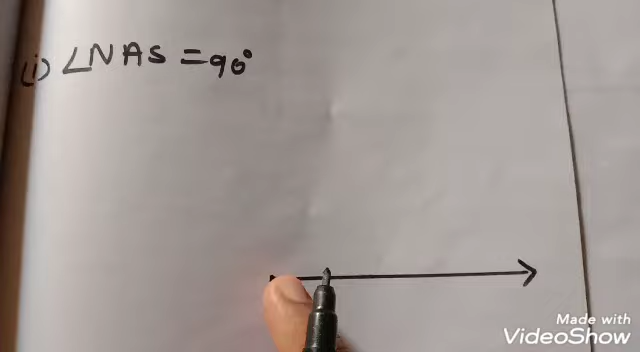 (i) ∠NAS = 90°
Made with
VideoShow